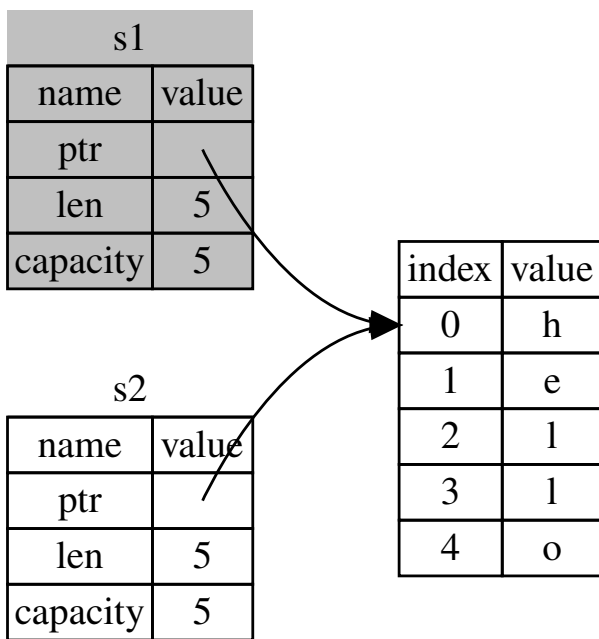 s1
name value
ptr
len 5
capacity 5
s2
name value
ptr
len 5
capacity 5
index value
0 h
1 e
2 l
3 l
4 o